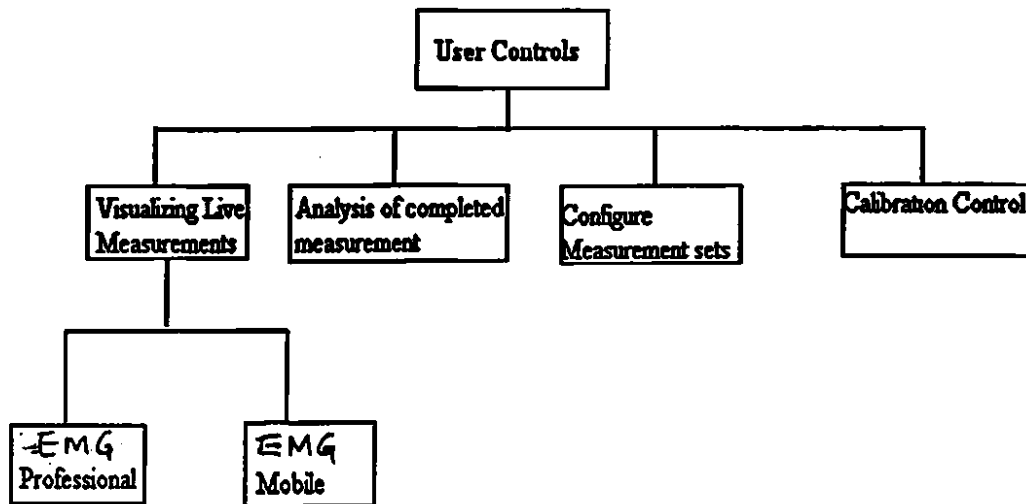 User Controls
Visualizing Live
Measurements
Analysis of completed
measurement
Configure
Measurement sets
Calibration Control
EMG
Professional
EMG
Mobile